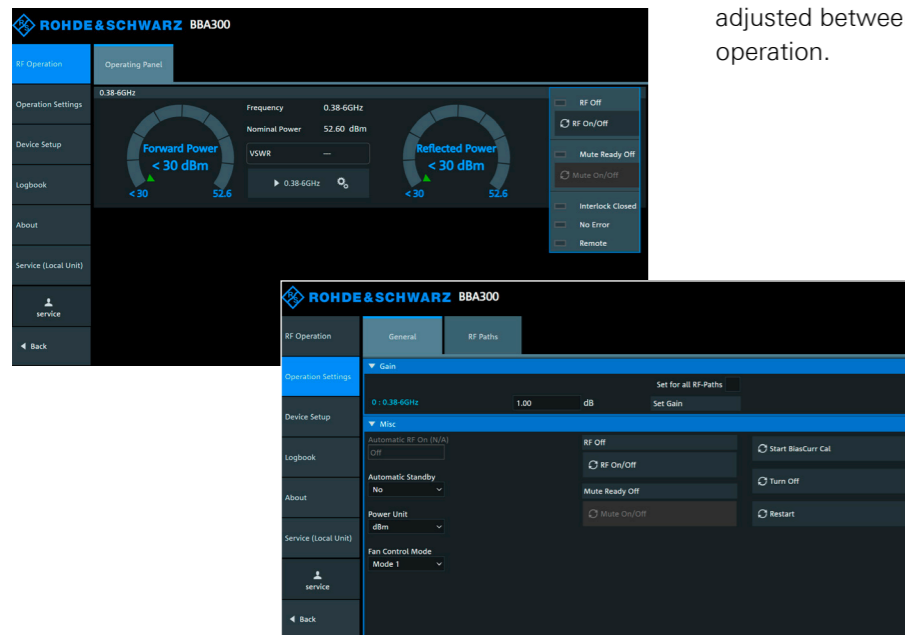 adjusted betwee
operation.
ROHDE & SCHWARZ BBA300
RF Operation
Operation Settings
Device Setup
Logbook
About
Service (Local Unit)
service
Back
Operating Panel
0.38-6GHz
Forward Power
< 30 dBm
<30 52.6
Frequency 0.38-6GHz
Nominal Power 52.60 dBm
VSWR —
0.38-6GHz
Reflected Power
< 30 dBm
<30 52.6
RF Off
RF On/Off
Mute Ready Off
Mute On/Off
Interlock Closed
No Error
Remote
ROHDE & SCHWARZ BBA300
RF Operation
Operation Settings
Device Setup
Logbook
About
Service (Local Unit)
service
Back
General RF Paths
Gain
Set for all RF-Paths
0 : 0.38-6GHz 1.00 dB Set Gain
Misc
Automatic RF On (N/A)
Off
Automatic Standby
No
Power Unit
dBm
Fan Control Mode
Mode 1
RF Off
RF On/Off
Mute Ready Off
Mute On/Off
Start BiasCurr Cal
Turn Off
Restart